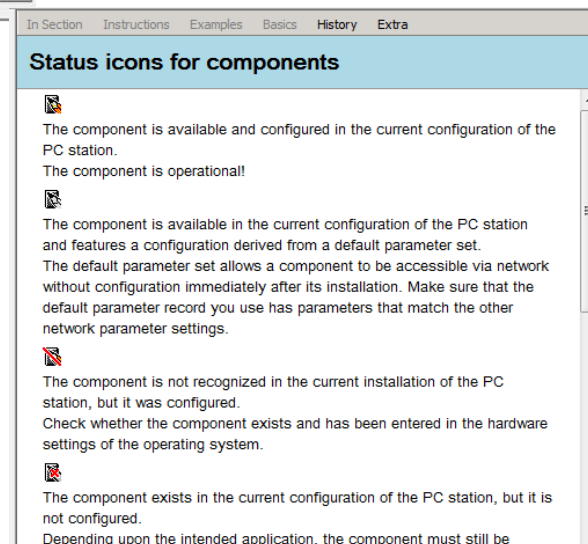 In Section Instructions Examples Basics History Extra
Status icons for components
The component is available and configured in the current configuration of the
PC station.
The component is operational!
The component is available in the current configuration of the PC station
and features a configuration derived from a default parameter set.
The default parameter set allows a component to be accessible via network
without configuration immediately after its installation. Make sure that the
default parameter record you use has parameters that match the other
network parameter settings.
The component is not recognized in the current installation of the PC
station, but it was configured.
Check whether the component exists and has been entered in the hardware
settings of the operating system.
The component exists in the current configuration of the PC station, but it is
not configured.
Depending upon the intended application, the component must still be